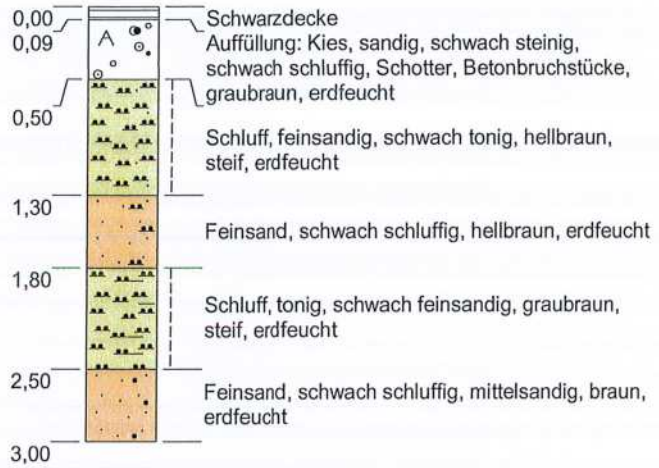 0,00 Schwarzdecke
0,09 Auffüllung: Kies, sandig, schwach steinig,
schwach schluffig, Schotter, Betonbruchstücke,
graubraun, erdfeucht
0,50
Schluff, feinsandig, schwach tonig, hellbraun,
steif, erdfeucht
1,30
Feinsand, schwach schluffig, hellbraun, erdfeucht
1,80
Schluff, tonig, schwach feinsandig, graubraun,
steif, erdfeucht
2,50
Feinsand, schwach schluffig, mittelsandig, braun,
erdfeucht
3,00